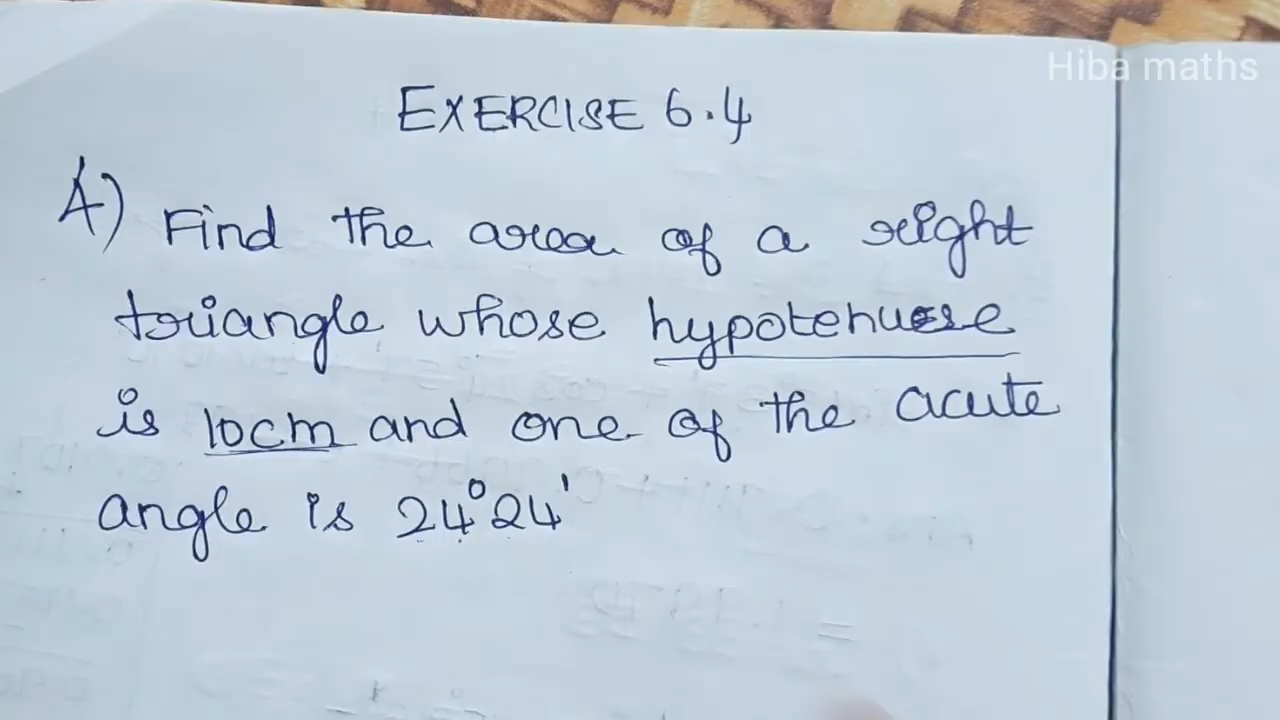 Hiba maths
EXERCISE 6.4
4) Find the area of a right
triangle whose hypotenuse
is 10cm and one of the acute
angle is 24°24'